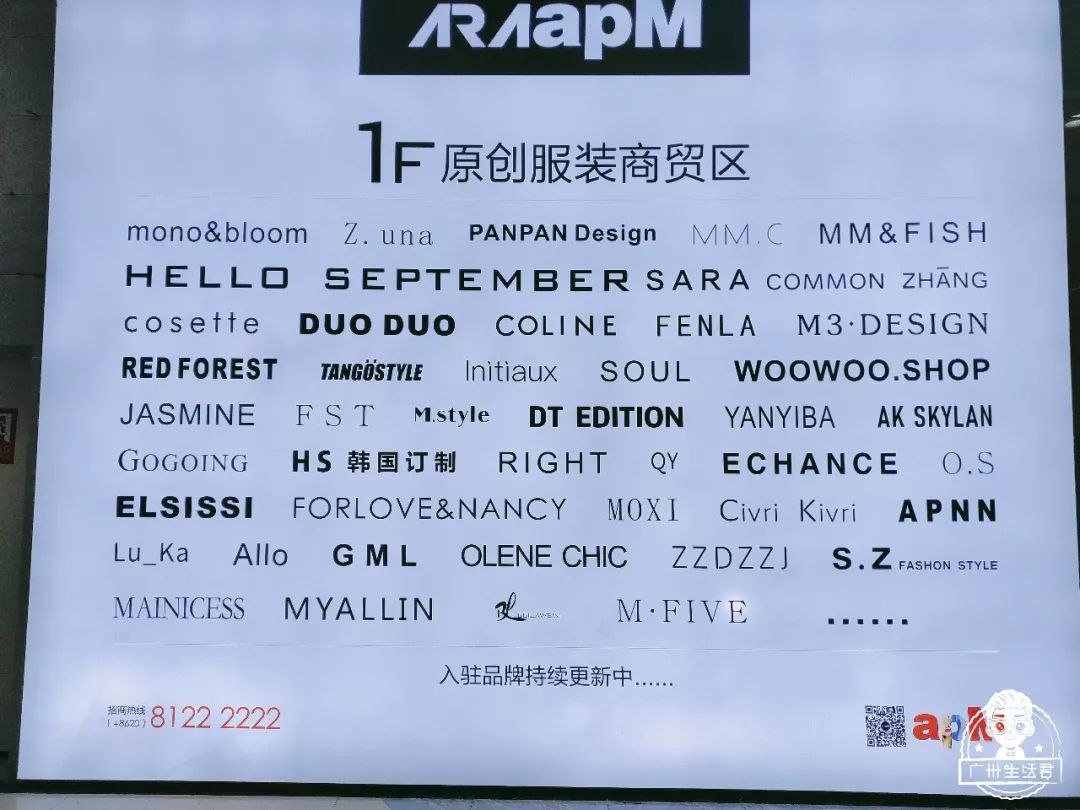 ARAapM
1F原创服装商贸区
mono&bloom Z. una PANPAN Design MM.C MM&FISH
HELLO SEPTEMBER SARA COMMON ZHĀNG
cosette DUO DUO COLINE FENLA M3·DESIGN
RED FOREST TANGÖSTYLE Initiaux SOUL WOOWOO.SHOP
JASMINE FST M.style DT EDITION YANYIBA AK SKYLAN
GOGOING HS 韩国订制 RIGHT QY ECHANCE O.S
ELSISSI FORLOVE&NANCY MOXI Civri Kivri APNN
Lu_Ka Allo GML OLENE CHIC ZZDZZJ S.Z FASHON STYLE
MAINICESS MYALLIN M·FIVE ......
入驻品牌持续更新中......
招商热线
(+8620) 8122 2222
apM
广州生活君